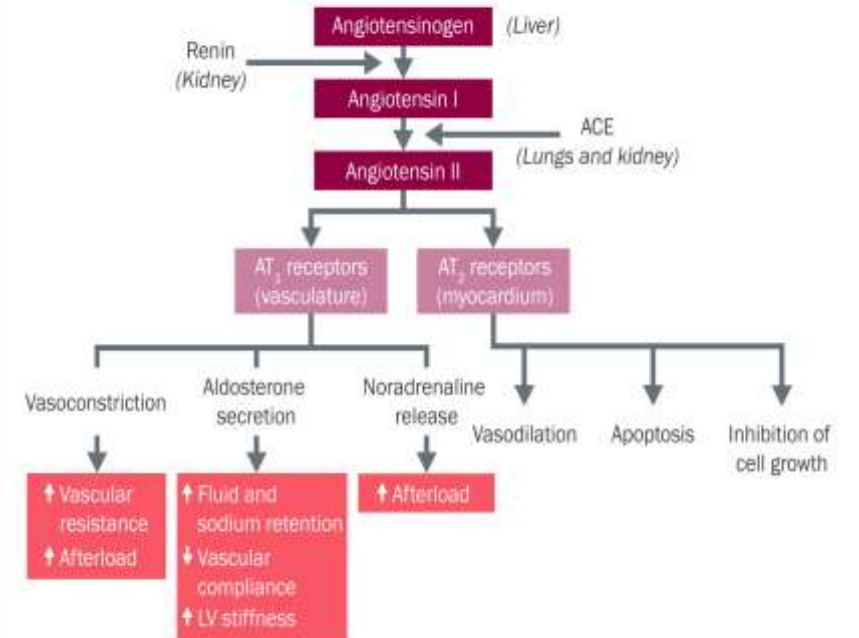 Angiotensinogen (Liver)
Renin
(Kidney)
Angiotensin I
ACE
(Lungs and kidney)
Angiotensin II
AT₁ receptors
(vasculature)
AT₂ receptors
(myocardium)
Vasoconstriction
Aldosterone
secretion
Noradrenaline
release
Vasodilation
Apoptosis
Inhibition of
cell growth
↑ Vascular
resistance
↑ Afterload
↑ Fluid and
sodium retention
↓ Vascular
compliance
↑ LV stiffness
↑ Afterload